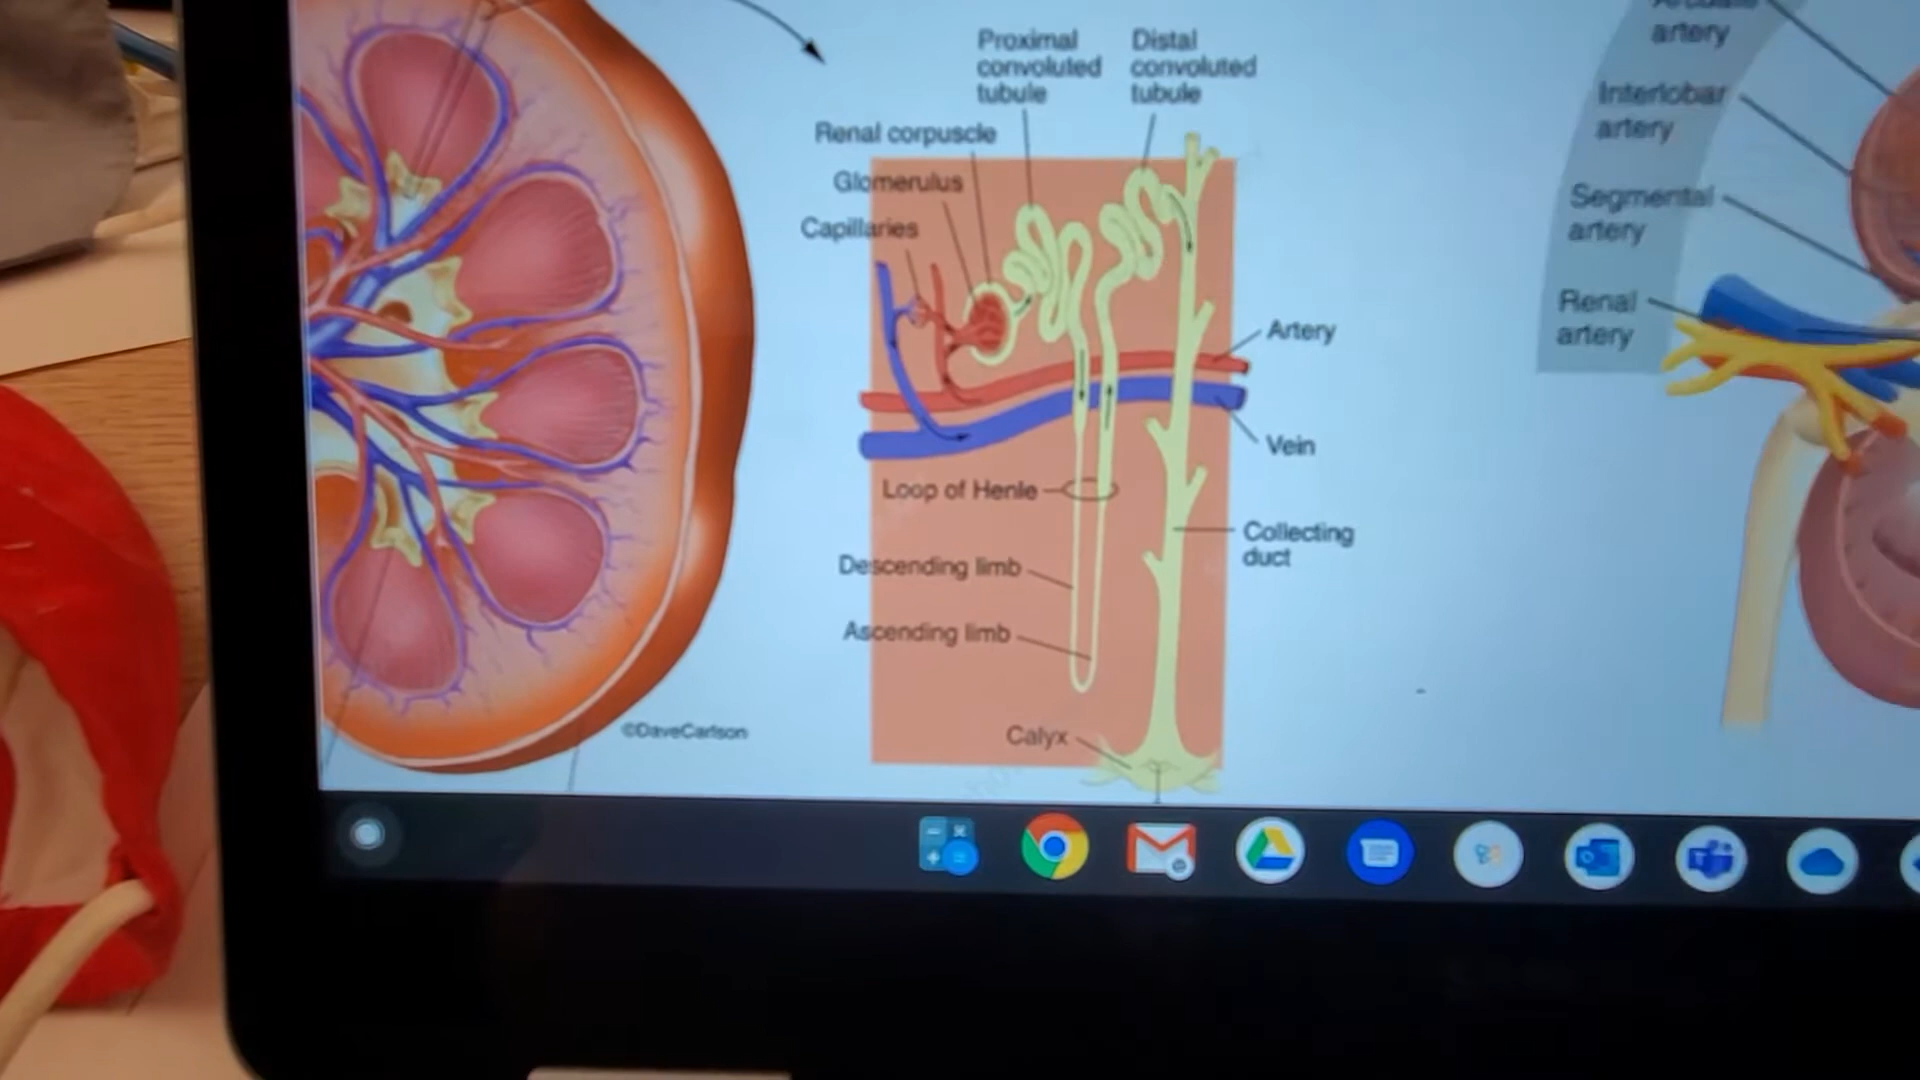 Proximal
convoluted
tubule
Distal
convoluted
tubule
Renal corpuscle
Glomerulus
Capillaries
Artery
Vein
Loop of Henle
Descending limb
Ascending limb
Collecting
duct
Calyx
©DaveCarlson
Arcuate
artery
Interlobar
artery
Segmental
artery
Renal
artery